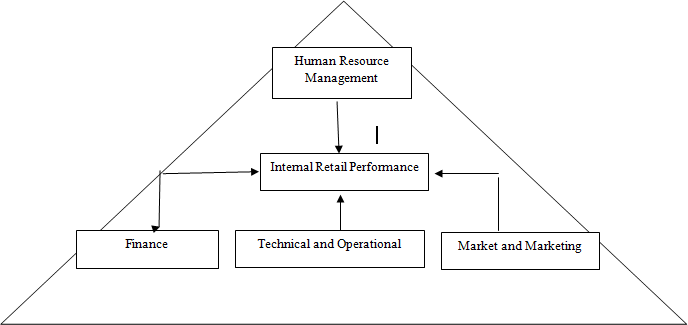 Human Resource
Management
Internal Retail Performance
Finance
Technical and Operational
Market and Marketing